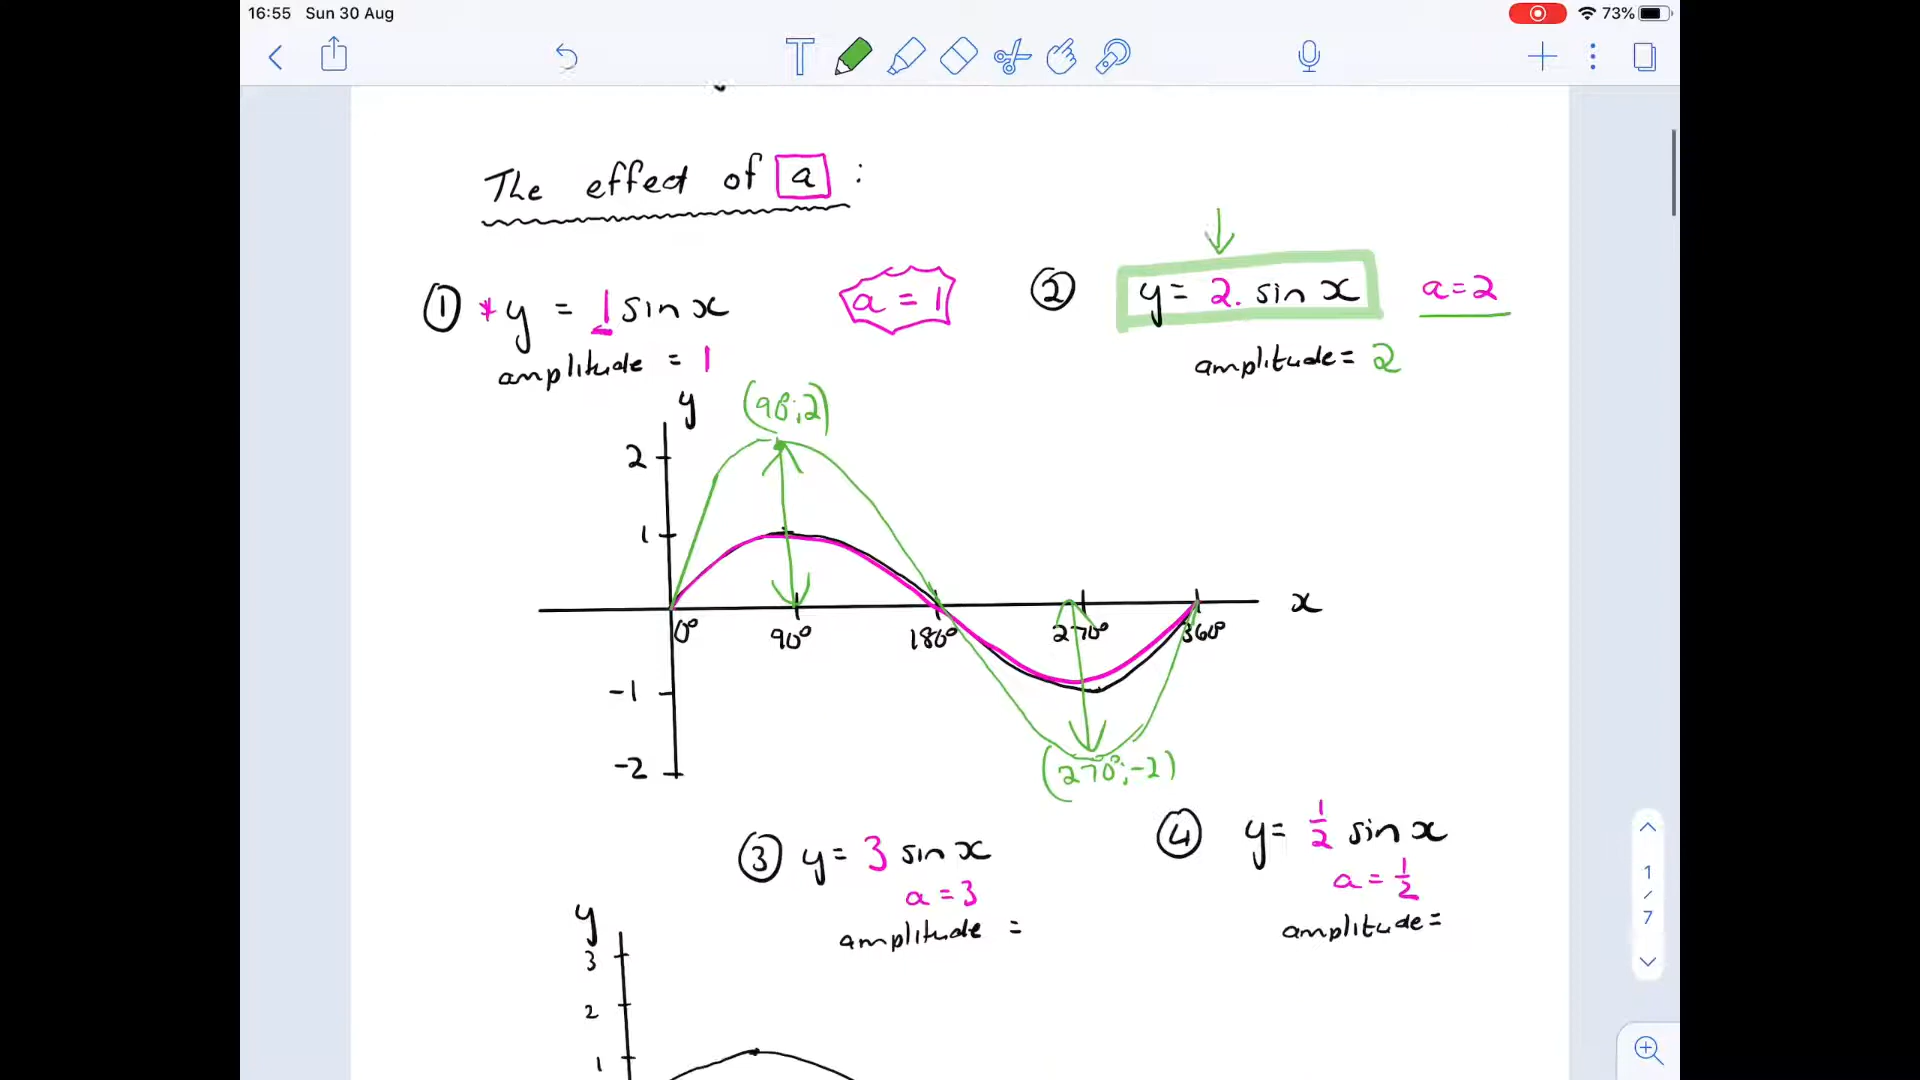 16:55 Sun 30 Aug
73%
T
The effect of a :
① * y = 1 sin x
a = 1
② y = 2. sin x
a = 2
amplitude = 1
amplitude = 2
y
(90°;2)
2
1
x
0°
90°
180°
270°
360°
-1
-2
(270°;-2)
③ y = 3 sin x
a = 3
amplitude =
④ y = 1/2 sin x
a = 1/2
amplitude =
y
3
2
1
1
/
7